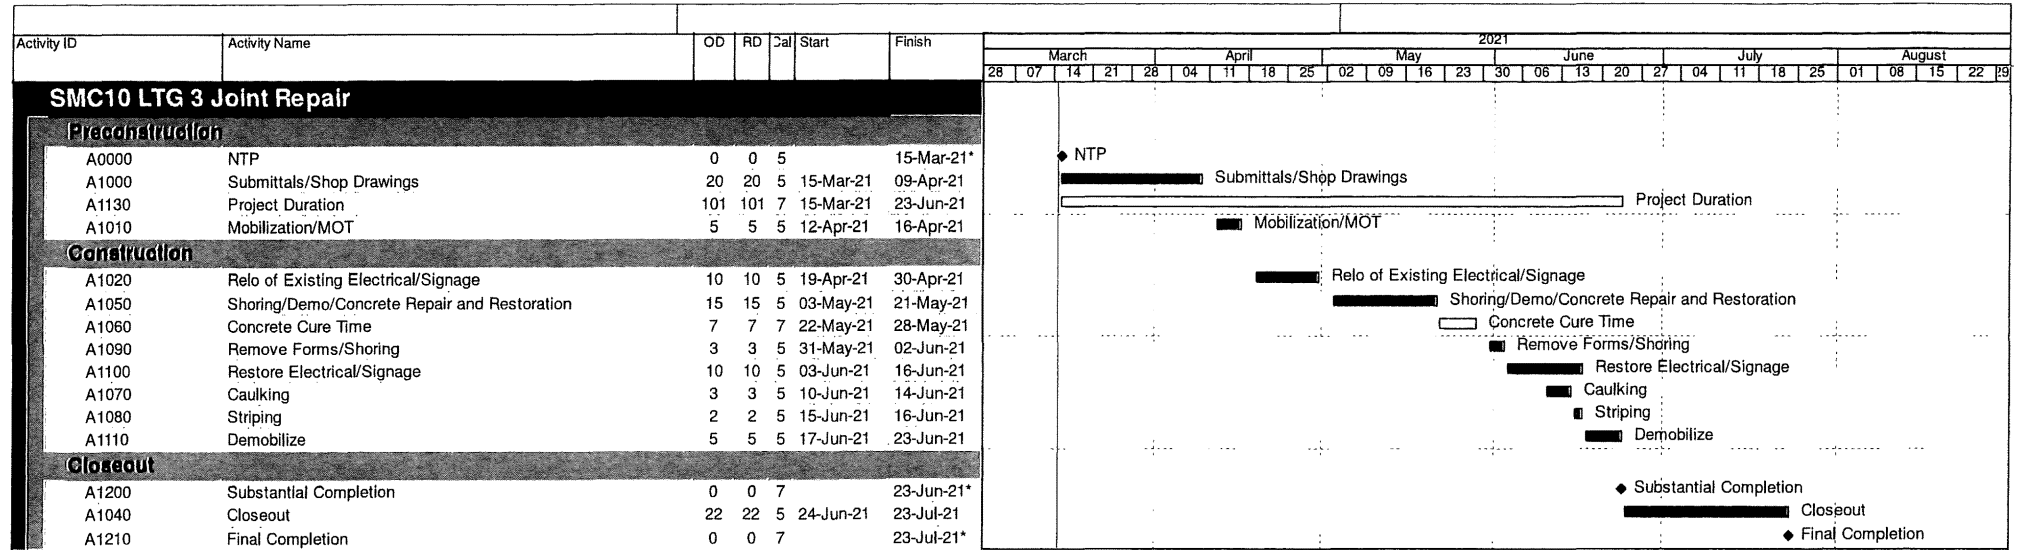 2021
Activity ID Activity Name OD RD Cal Start Finish
March April May June July August
28 07 14 21 28 04 11 18 25 02 09 16 23 30 06 13 20 27 04 11 18 25 01 08 15 22 29
SMC10 LTG 3 Joint Repair
Preconstruction
A0000 NTP 0 0 5 15-Mar-21* NTP
A1000 Submittals/Shop Drawings 20 20 5 15-Mar-21 09-Apr-21 Submittals/Shop Drawings
A1130 Project Duration 101 101 7 15-Mar-21 23-Jun-21 Project Duration
A1010 Mobilization/MOT 5 5 5 12-Apr-21 16-Apr-21 Mobilization/MOT
Construction
A1020 Relo of Existing Electrical/Signage 10 10 5 19-Apr-21 30-Apr-21 Relo of Existing Electrical/Signage
A1050 Shoring/Demo/Concrete Repair and Restoration 15 15 5 03-May-21 21-May-21 Shoring/Demo/Concrete Repair and Restoration
A1060 Concrete Cure Time 7 7 7 22-May-21 28-May-21 Concrete Cure Time
A1090 Remove Forms/Shoring 3 3 5 31-May-21 02-Jun-21 Remove Forms/Shoring
A1100 Restore Electrical/Signage 10 10 5 03-Jun-21 16-Jun-21 Restore Electrical/Signage
A1070 Caulking 3 3 5 10-Jun-21 14-Jun-21 Caulking
A1080 Striping 2 2 5 15-Jun-21 16-Jun-21 Striping
A1110 Demobilize 5 5 5 17-Jun-21 23-Jun-21 Demobilize
Closeout
A1200 Substantial Completion 0 0 7 23-Jun-21* Substantial Completion
A1040 Closeout 22 22 5 24-Jun-21 23-Jul-21 Closeout
A1210 Final Completion 0 0 7 23-Jul-21* Final Completion